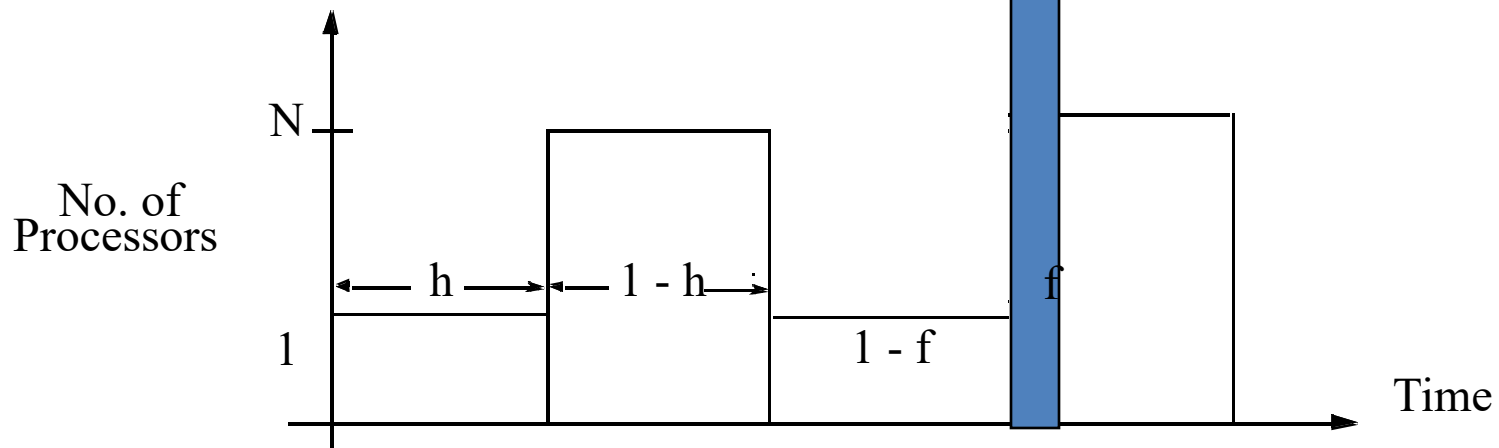 N
No. of
Processors
h
1 - h
f
1
1 - f
Time